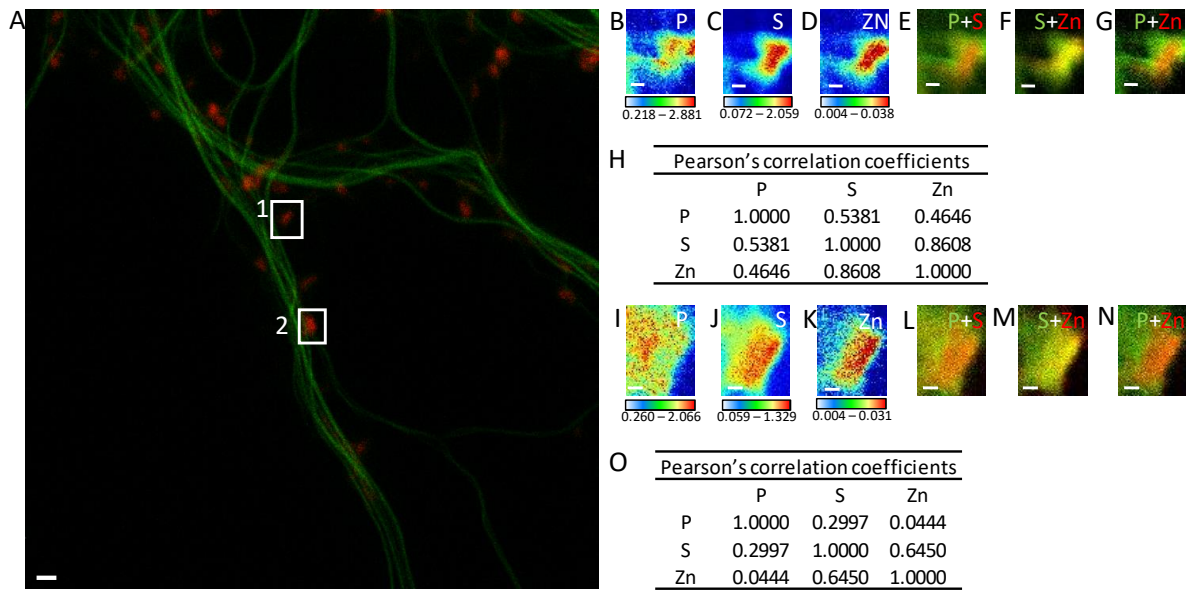 A
1
2
B P C S D ZN E P+S F S+Zn G P+Zn
0.218 – 2.881 0.072 – 2.059 0.004 – 0.038
H Pearson's correlation coefficients
P S Zn
P 1.0000 0.5381 0.4646
S 0.5381 1.0000 0.8608
Zn 0.4646 0.8608 1.0000
I P J S K Zn L P+S M S+Zn N P+Zn
0.260 – 2.066 0.059 – 1.329 0.004 – 0.031
O Pearson's correlation coefficients
P S Zn
P 1.0000 0.2997 0.0444
S 0.2997 1.0000 0.6450
Zn 0.0444 0.6450 1.0000